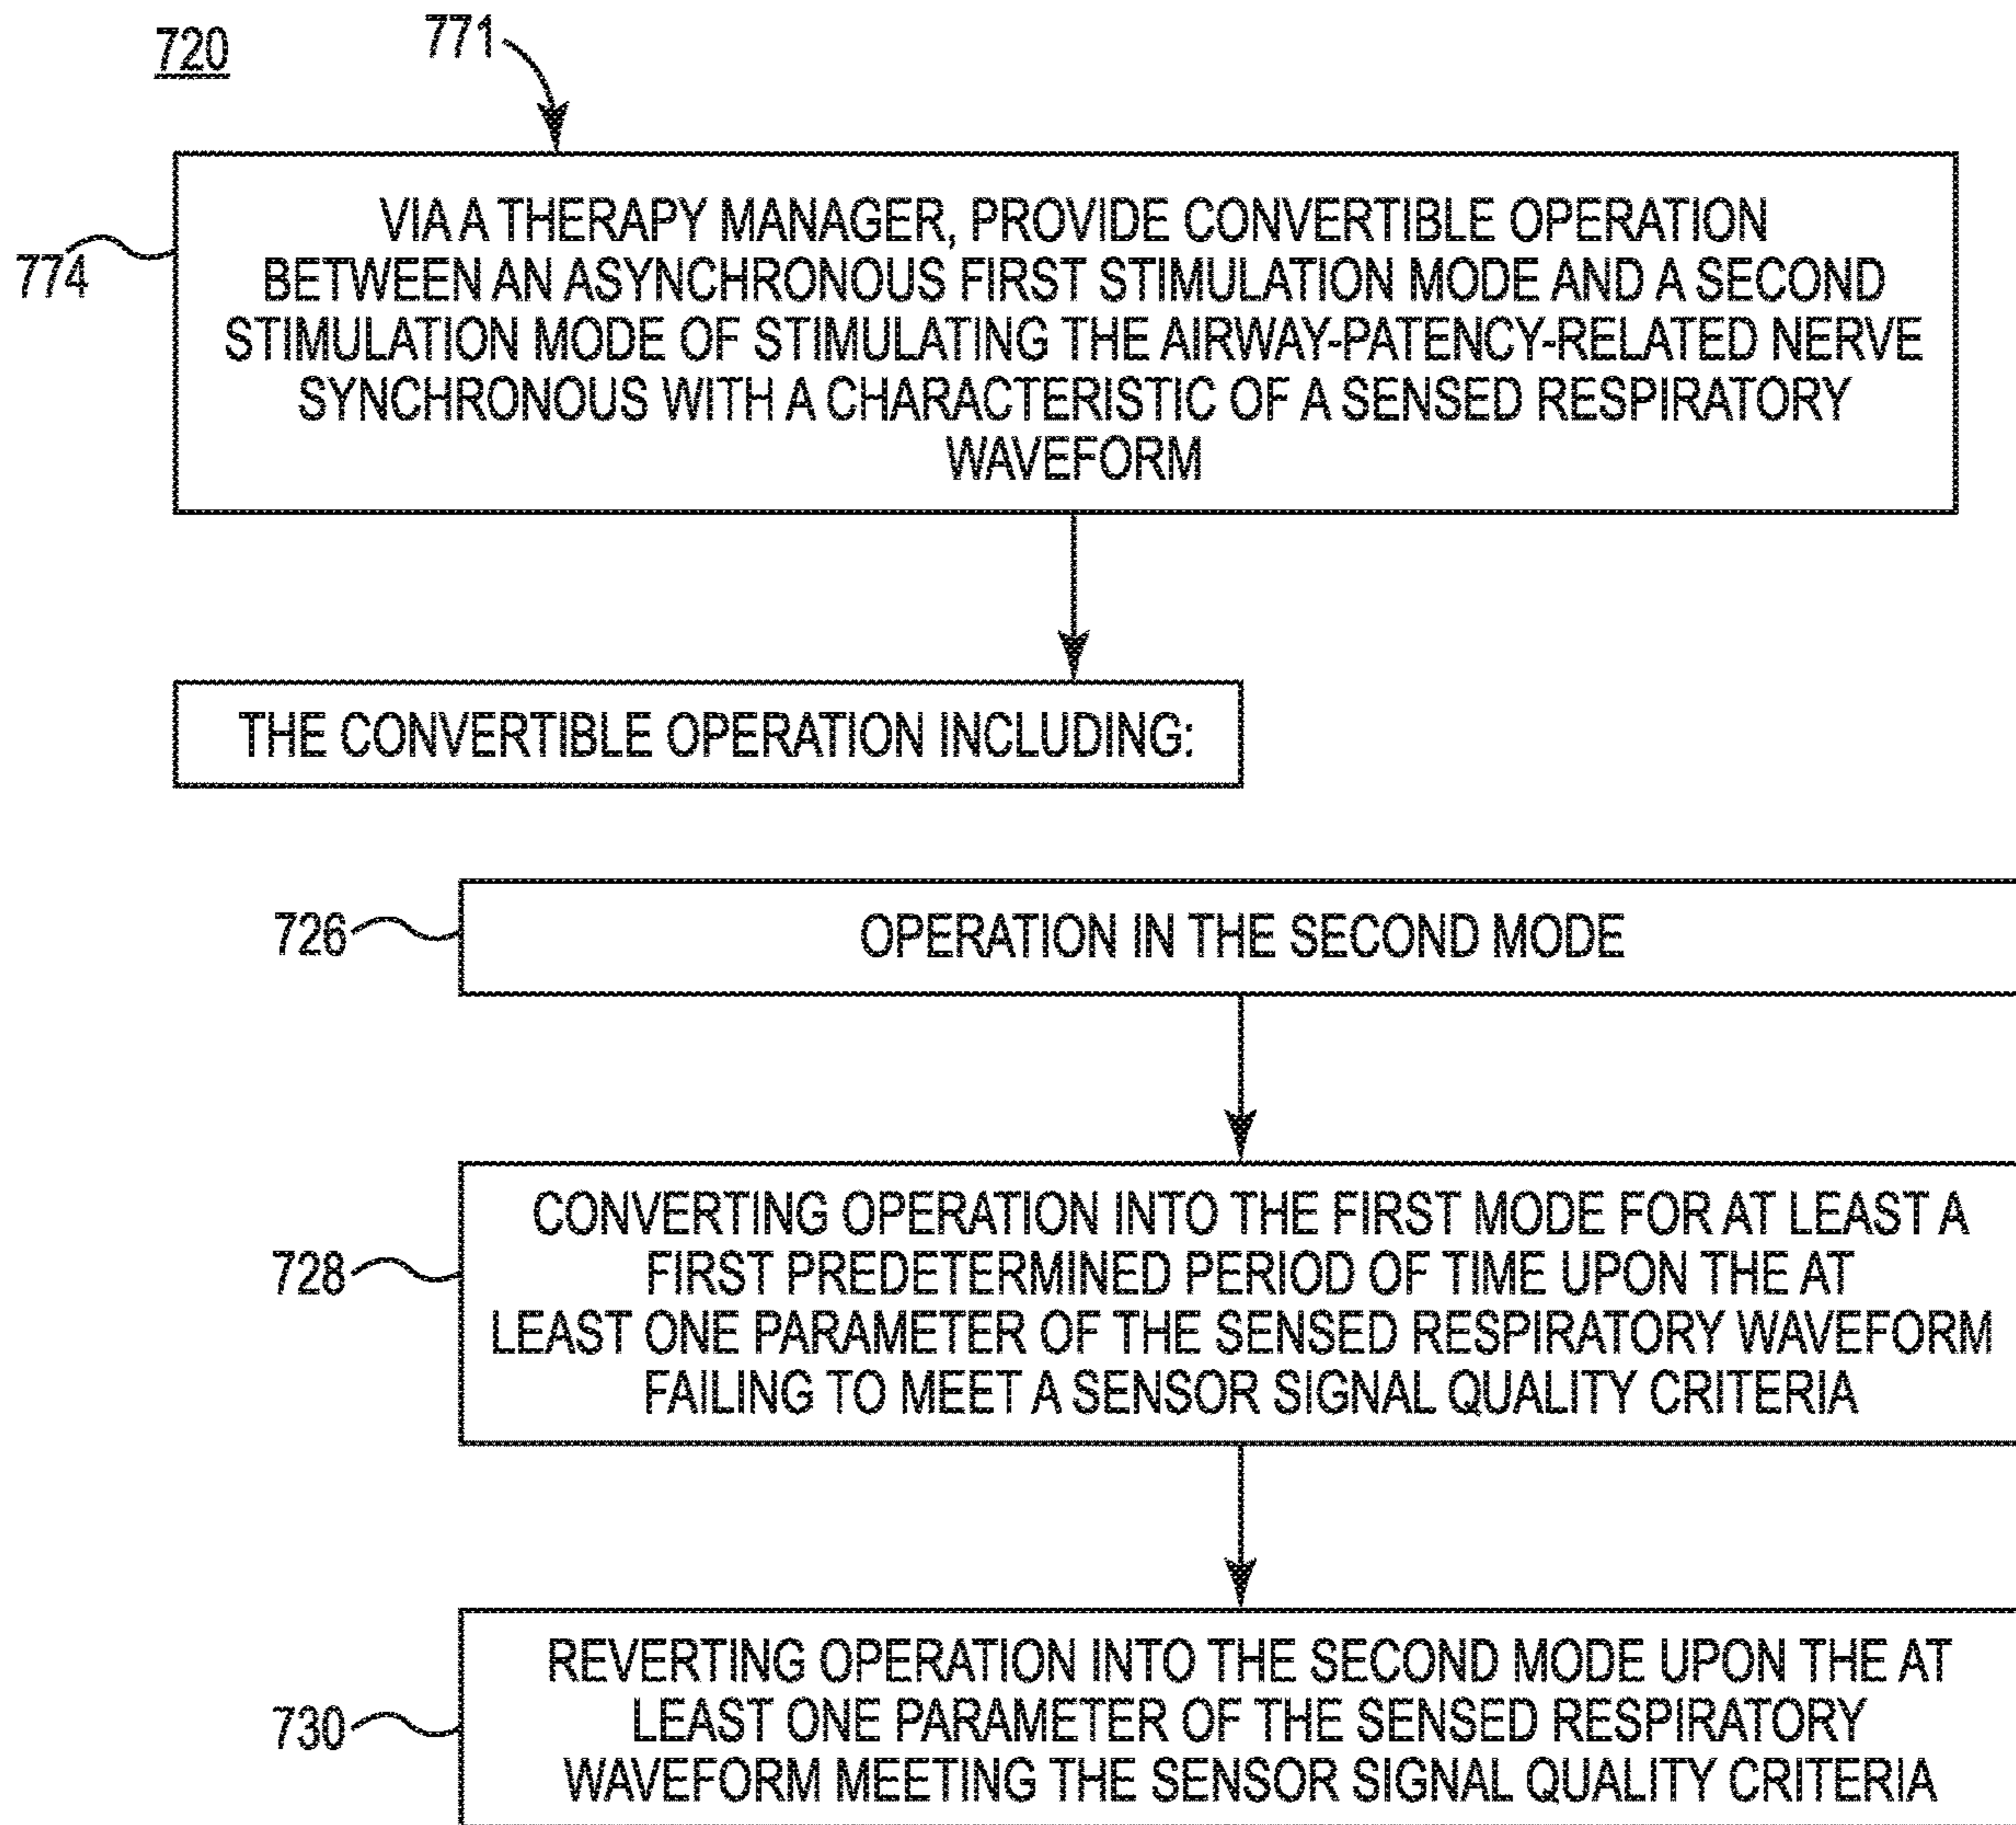 720
771
774
VIA A THERAPY MANAGER, PROVIDE CONVERTIBLE OPERATION
BETWEEN AN ASYNCHRONOUS FIRST STIMULATION MODE AND A SECOND
STIMULATION MODE OF STIMULATING THE AIRWAY-PATENCY-RELATED NERVE
SYNCHRONOUS WITH A CHARACTERISTIC OF A SENSED RESPIRATORY
WAVEFORM
THE CONVERTIBLE OPERATION INCLUDING:
726
OPERATION IN THE SECOND MODE
728
CONVERTING OPERATION INTO THE FIRST MODE FOR AT LEAST A
FIRST PREDETERMINED PERIOD OF TIME UPON THE AT
LEAST ONE PARAMETER OF THE SENSED RESPIRATORY WAVEFORM
FAILING TO MEET A SENSOR SIGNAL QUALITY CRITERIA
730
REVERTING OPERATION INTO THE SECOND MODE UPON THE AT
LEAST ONE PARAMETER OF THE SENSED RESPIRATORY
WAVEFORM MEETING THE SENSOR SIGNAL QUALITY CRITERIA